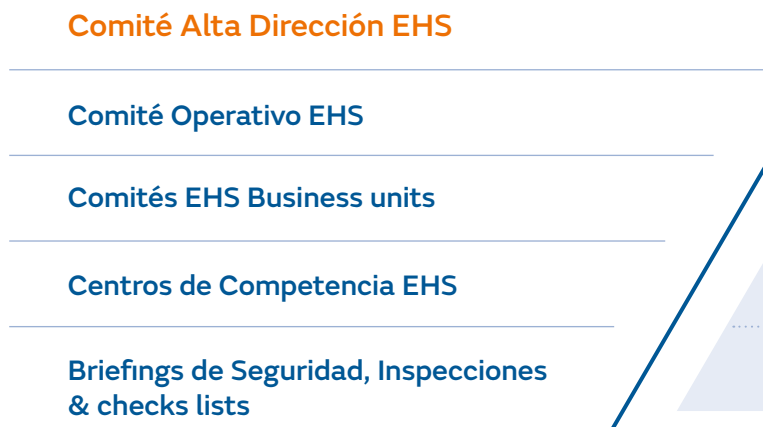 Comité Alta Dirección EHS
Comité Operativo EHS
Comités EHS Business units
Centros de Competencia EHS
Briefings de Seguridad, Inspecciones
& checks lists